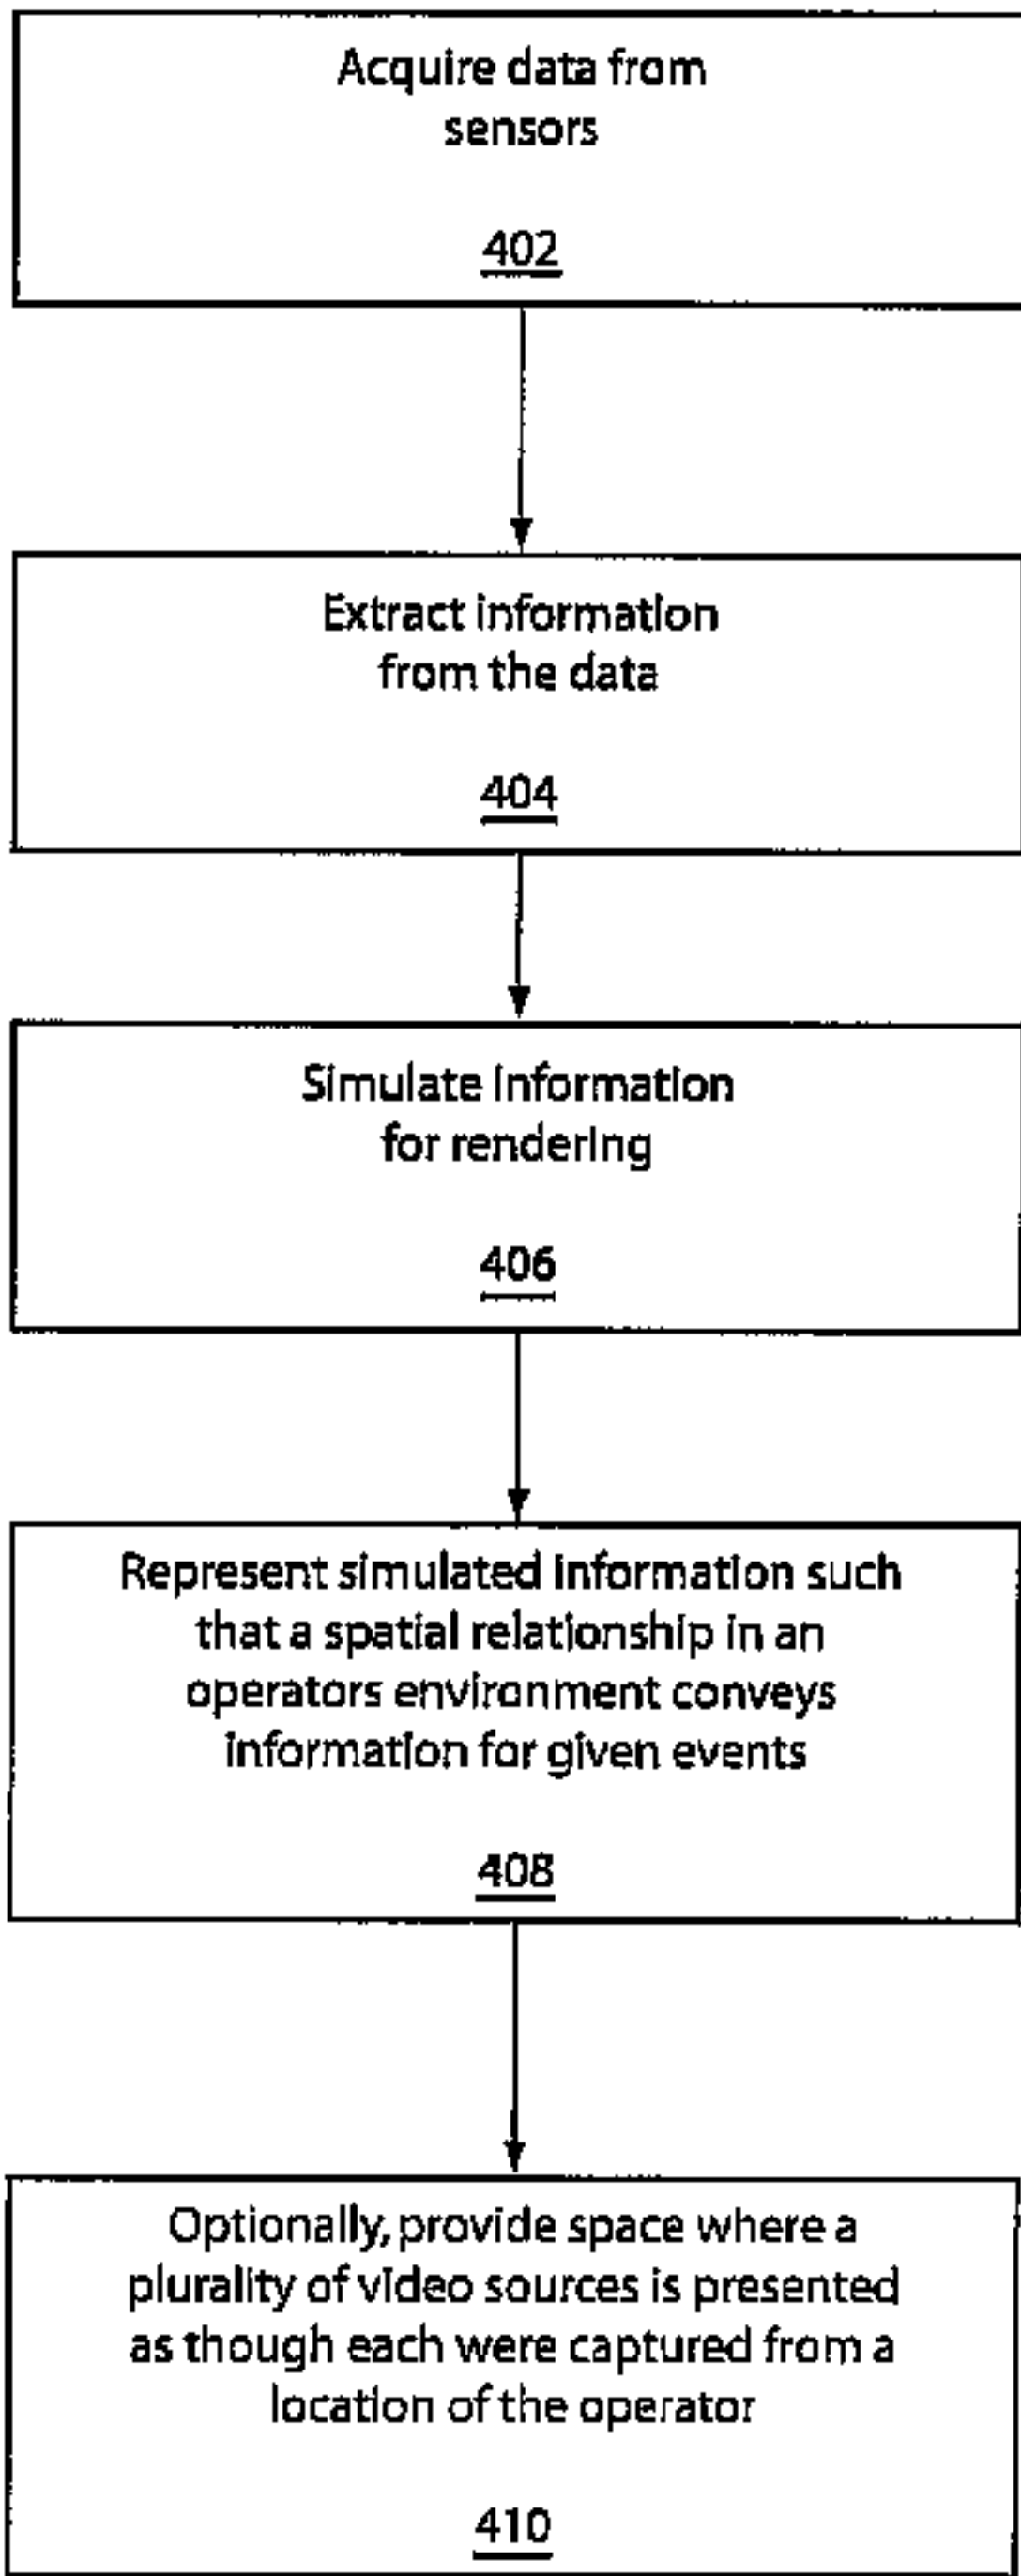 Acquire data from
sensors
402
Extract information
from the data
404
Simulate information
for rendering
406
Represent simulated information such
that a spatial relationship in an
operators environment conveys
information for given events
408
Optionally, provide space where a
plurality of video sources is presented
as though each were captured from a
location of the operator
410